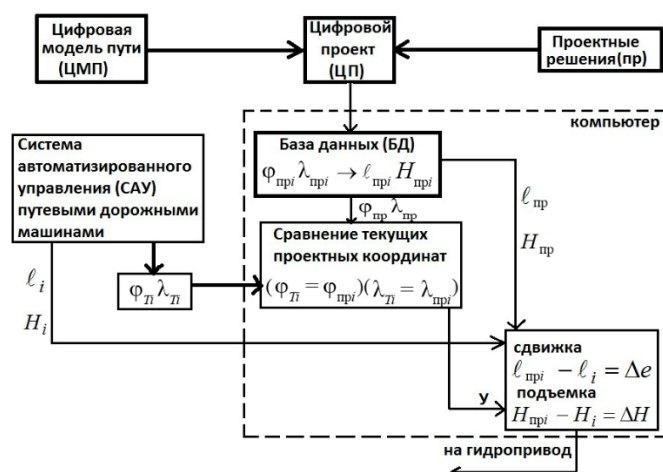 Цифровая
модель пути
(ЦМП)
Цифровой
проект
(ЦП)
Проектные
решения(пр)
компьютер
Система
автоматизированного
управления (САУ)
путевыми дорожными
машинами
База данных (БД)
φпрi λпрi → ℓпрi Hпрi
φпр λпр
ℓпр
Hпр
Сравнение текущих
проектных координат
(φTi = φпрi)(λTi = λпрi)
φTi λTi
ℓi
Hi
сдвижка
ℓпрi − ℓi = Δe
подъемка
Hпрi − Hi = ΔH
У
на гидропривод